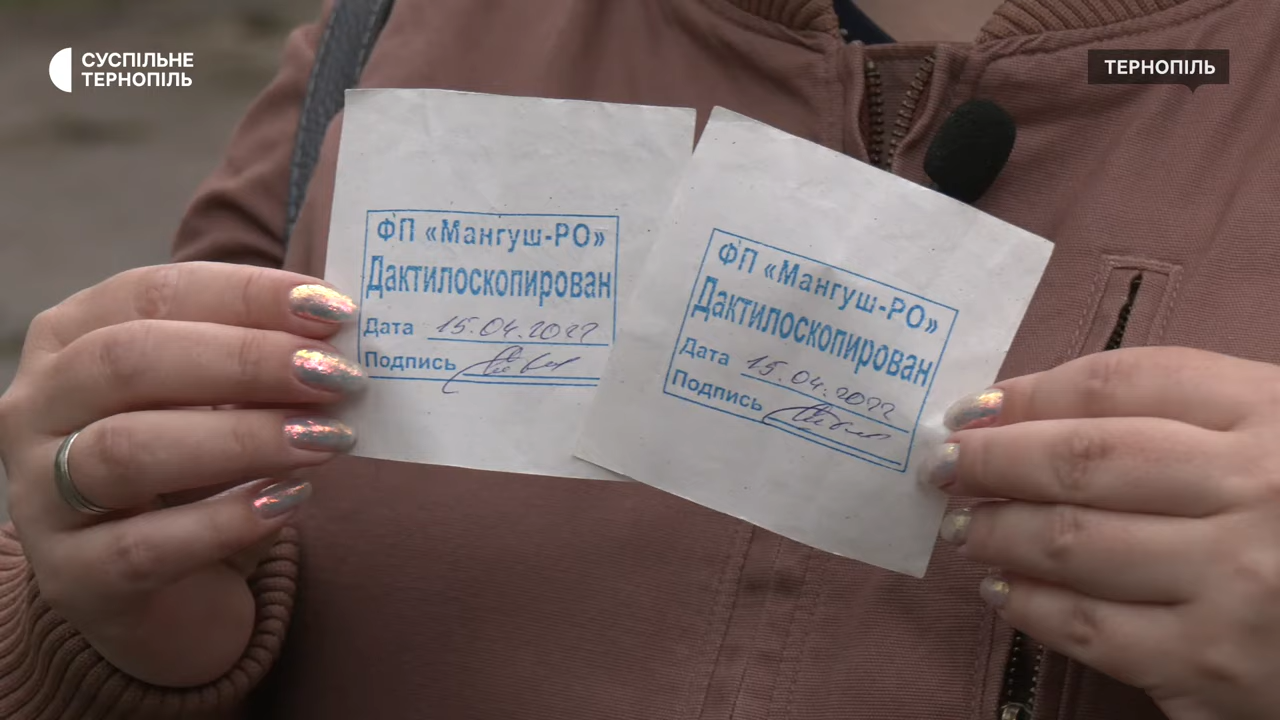 СУСПІЛЬНЕ
ТЕРНОПІЛЬ
ТЕРНОПІЛЬ
ФП «Мангуш-РО»
Дактилоскопирован
Дата 15.04.2022
Подпись
ФП «Мангуш-РО»
Дактилоскопирован
Дата 15.04.2022
Подпись